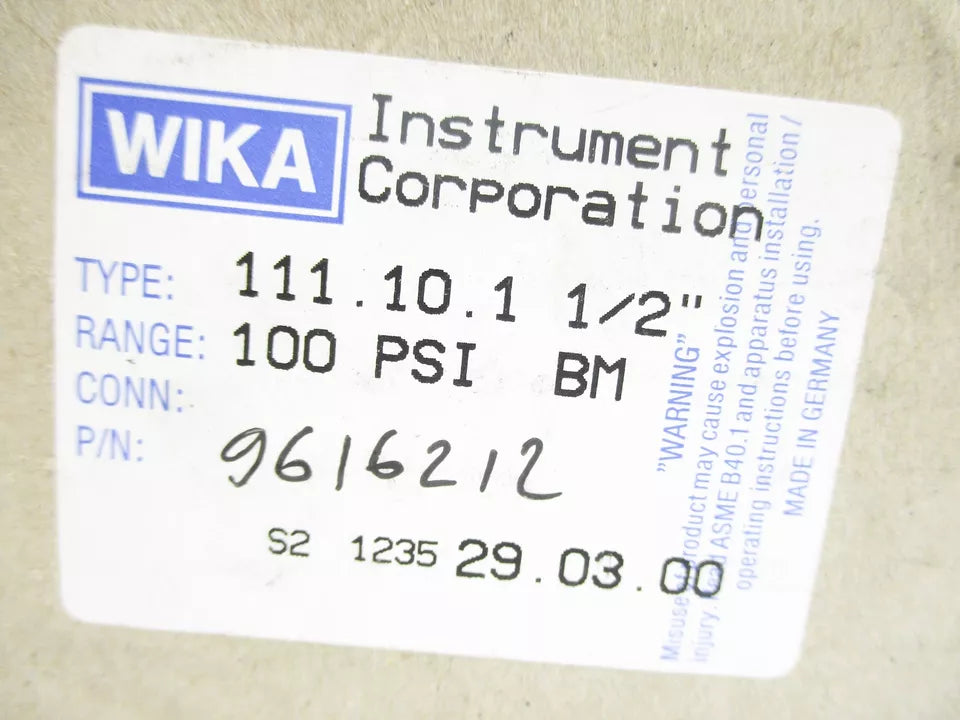 WIKA
Instrument
Corporation
TYPE: 111.10.1 1/2"
RANGE: 100 PSI BM
CONN:
P/N: 9616212
S2 1235 29.03.00
"WARNING"
Misuse of product may cause explosion and personal
injury. Read ASME B40.1 and apparatus installation /
operating instructions before using.
MADE IN GERMANY